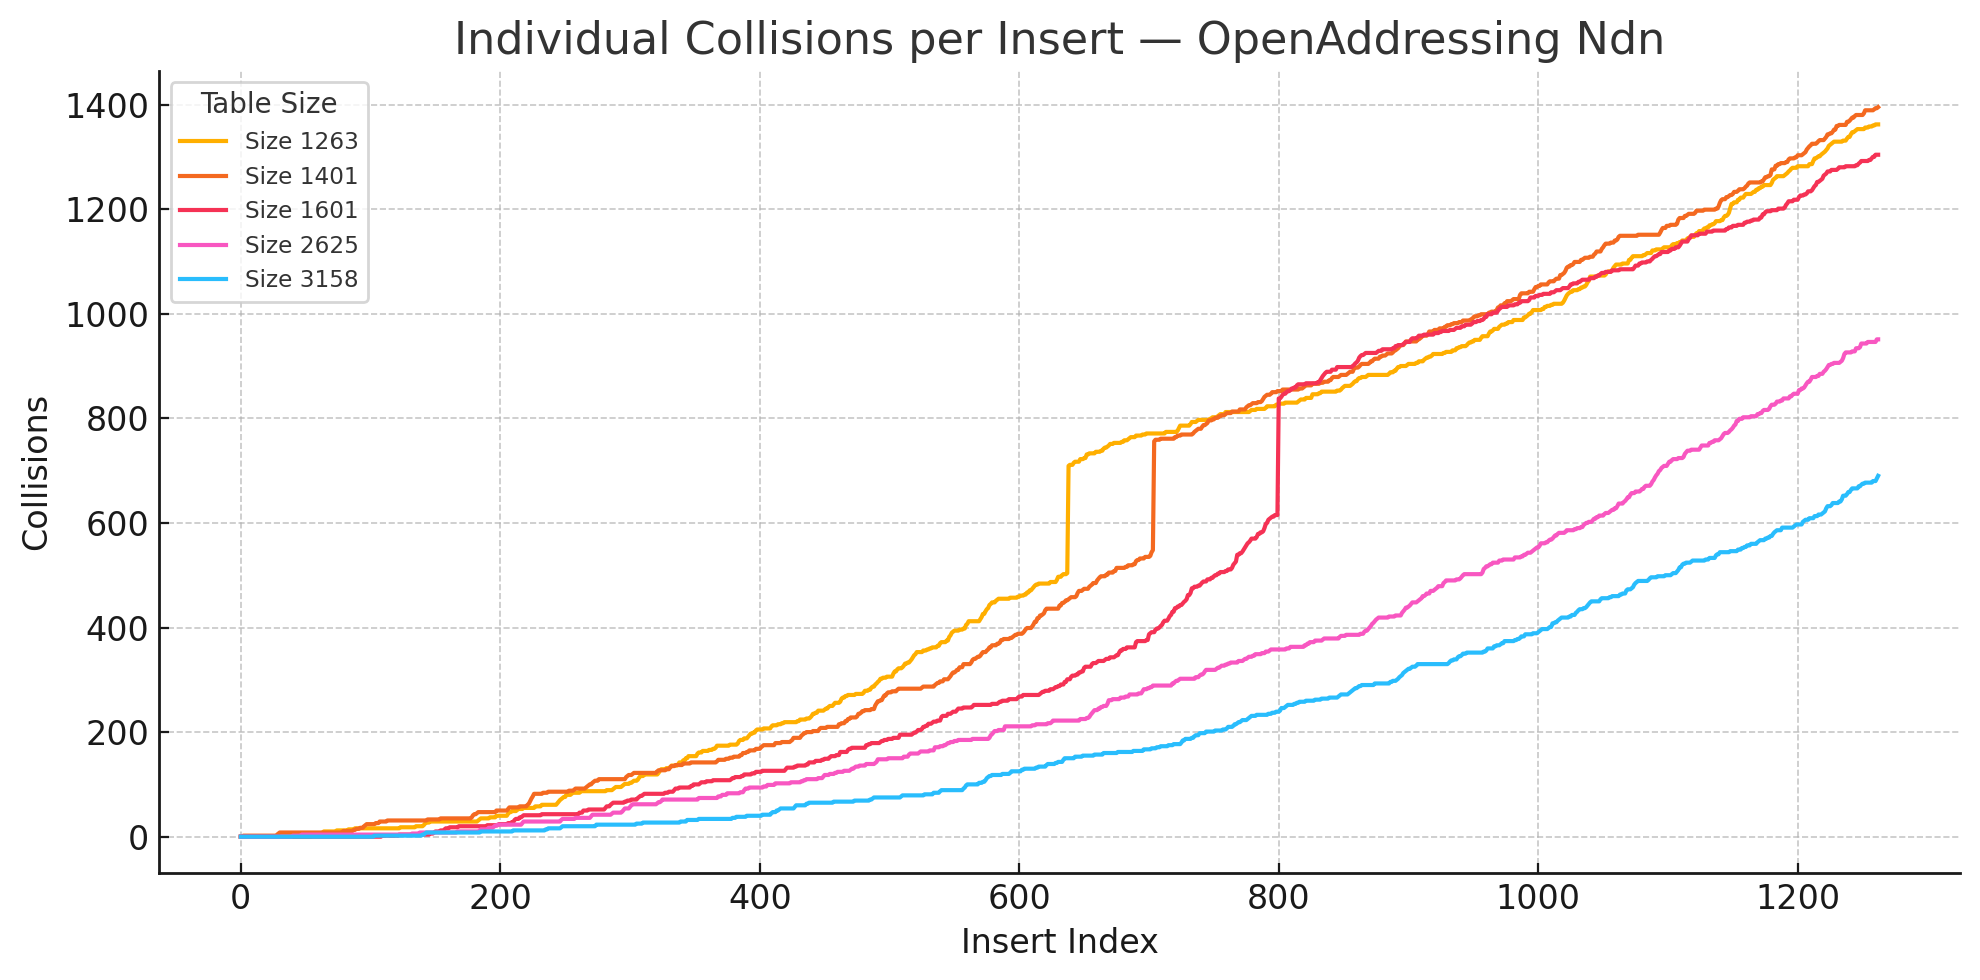 Individual Collisions per Insert — OpenAddressing Ndn
Table Size
Size 1263
Size 1401
Size 1601
Size 2625
Size 3158
Collisions
1400
1200
1000
800
600
400
200
0
0 200 400 600 800 1000 1200
Insert Index